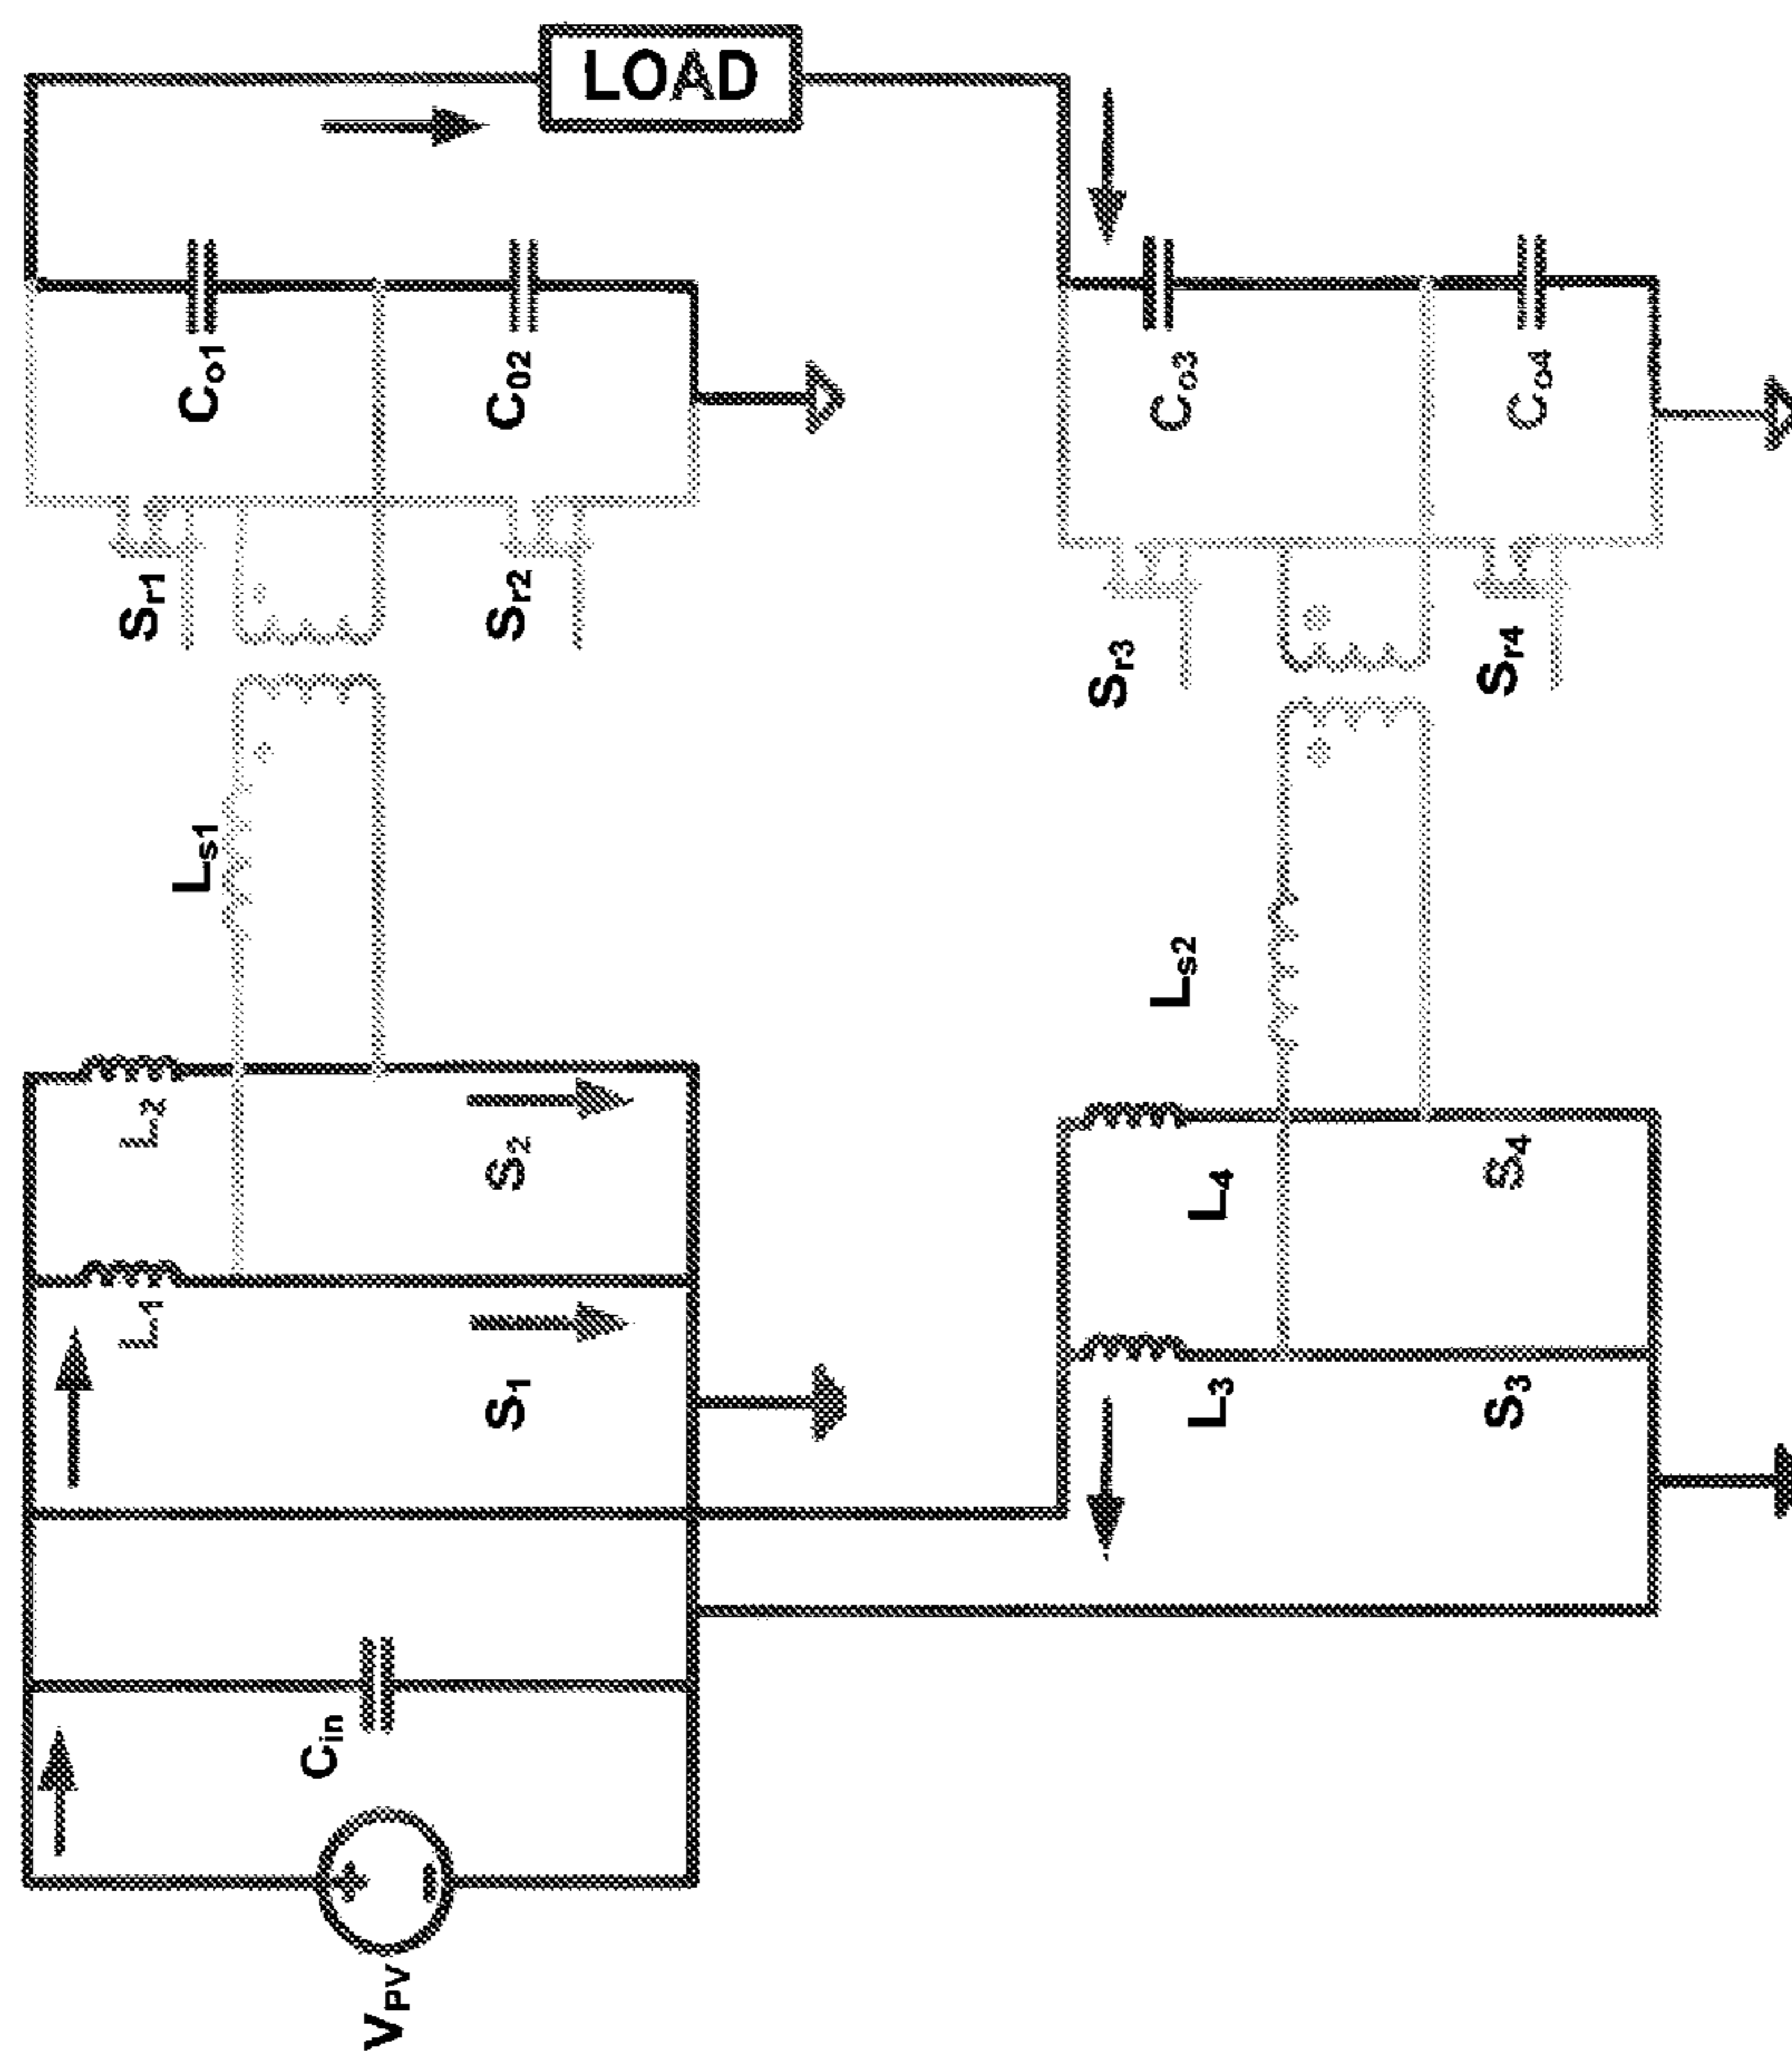 LOAD
Co1
C02
Co3
Co4
Sr1
Sr2
Sr3
Sr4
Ls1
Ls2
L2
S2
L4
S4
L1
S1
L3
S3
Cin
VPV